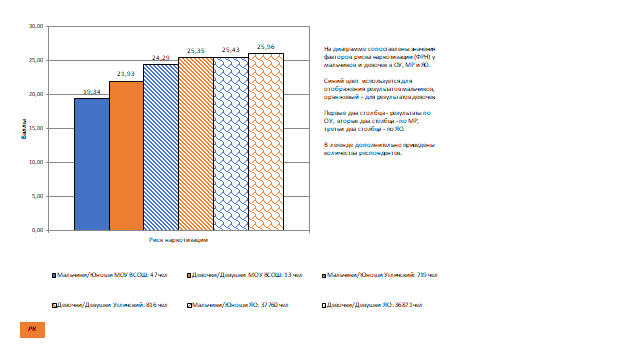 30,00
25,00
20,00
15,00
10,00
5,00
0,00
Баллы
19,34
21,93
24,29
25,35
25,43
25,96
Риск наркотизации
На диаграмме сопоставлены значения
факторов риска наркотизации (ФРН) у
мальчиков и девочек в ОУ, МР и ЯО.
Синий цвет используется для
отображения результатов мальчиков,
оранжевый - для результатов девочек.
Первые два столбца - результаты по
ОУ, вторые два столбца - по МР,
третьи два столбца - по ЯО.
В легенде дополнительно приведены
количества респондентов.
Мальчики/Юноши МОУ ВСОШ: 47 чел
Девочки/Девушки МОУ ВСОШ: 13 чел
Мальчики/Юноши Угличский: 719 чел
Девочки/Девушки Угличский: 816 чел
Мальчики/Юноши ЯО: 37760 чел
Девочки/Девушки ЯО: 36871 чел
РК